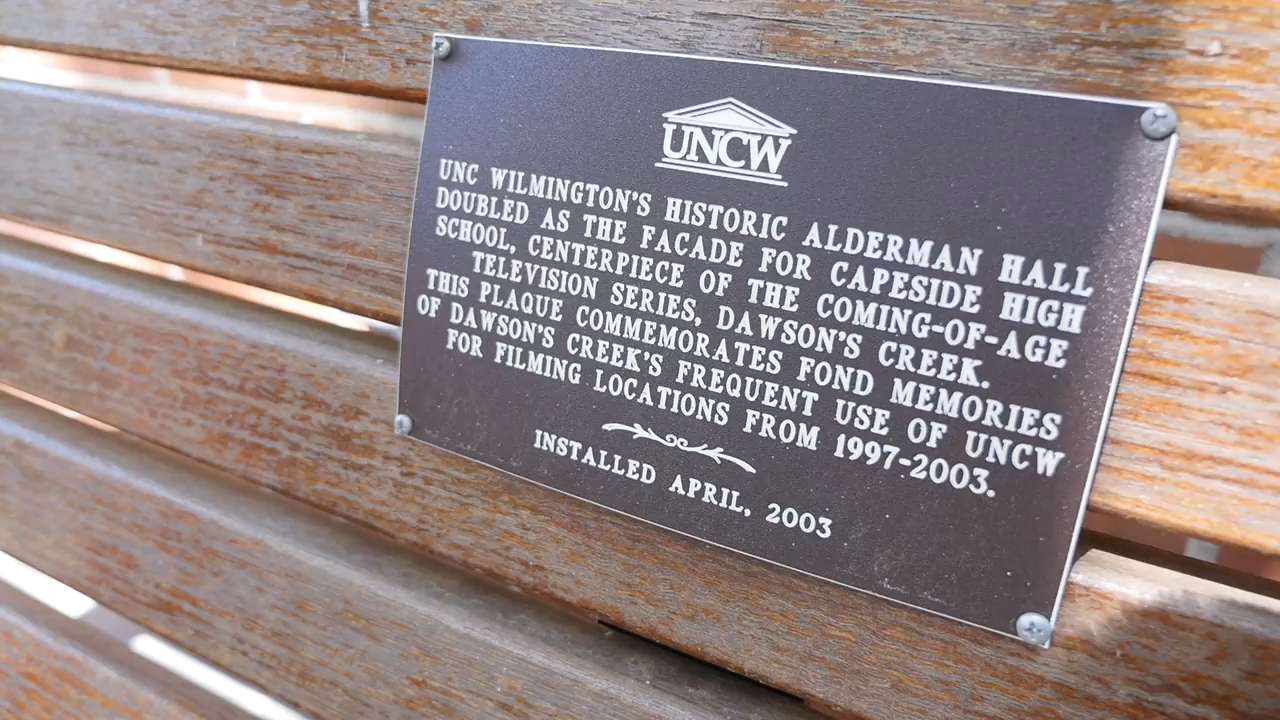 UNCW
UNC WILMINGTON'S HISTORIC ALDERMAN HALL
DOUBLED AS THE FACADE FOR CAPESIDE HIGH
SCHOOL, CENTERPIECE OF THE COMING-OF-AGE
TELEVISION SERIES, DAWSON'S CREEK.
THIS PLAQUE COMMEMORATES FOND MEMORIES
OF DAWSON'S CREEK'S FREQUENT USE OF UNCW
FOR FILMING LOCATIONS FROM 1997-2003.
INSTALLED APRIL, 2003